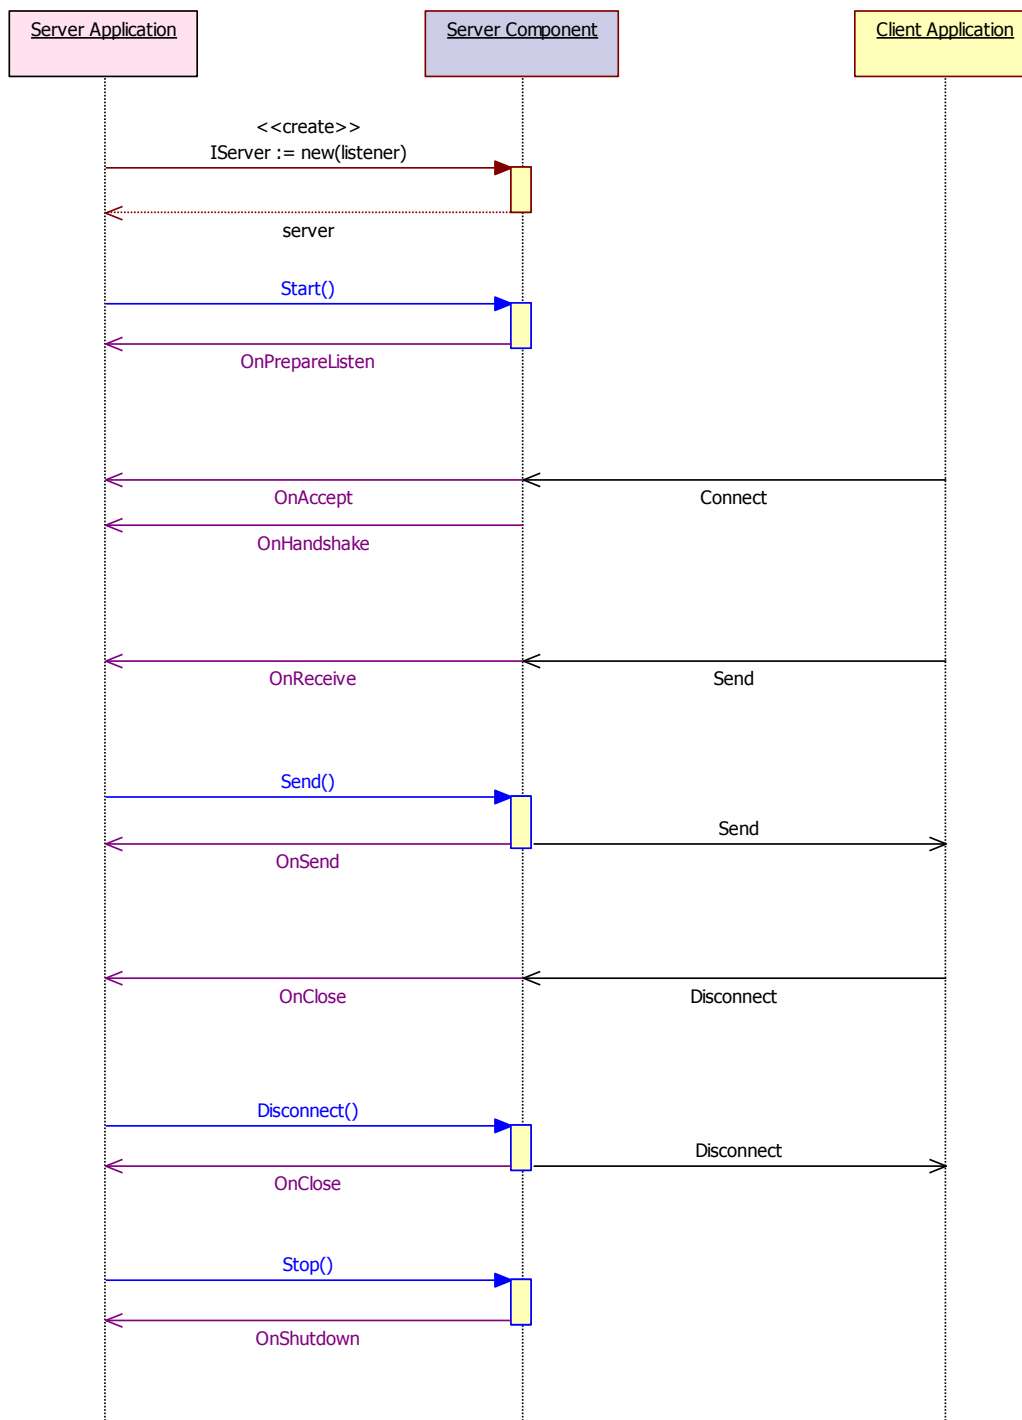 Server Application
Server Component
Client Application
<<create>>
IServer := new(listener)
server
Start()
OnPrepareListen
OnAccept
Connect
OnHandshake
OnReceive
Send
Send()
Send
OnSend
OnClose
Disconnect
Disconnect()
Disconnect
OnClose
Stop()
OnShutdown